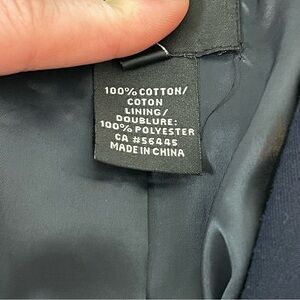 100% COTTON/
COTON
LINING/
DOUBLURE:
100% POLYESTER
CA #56445
MADE IN CHINA